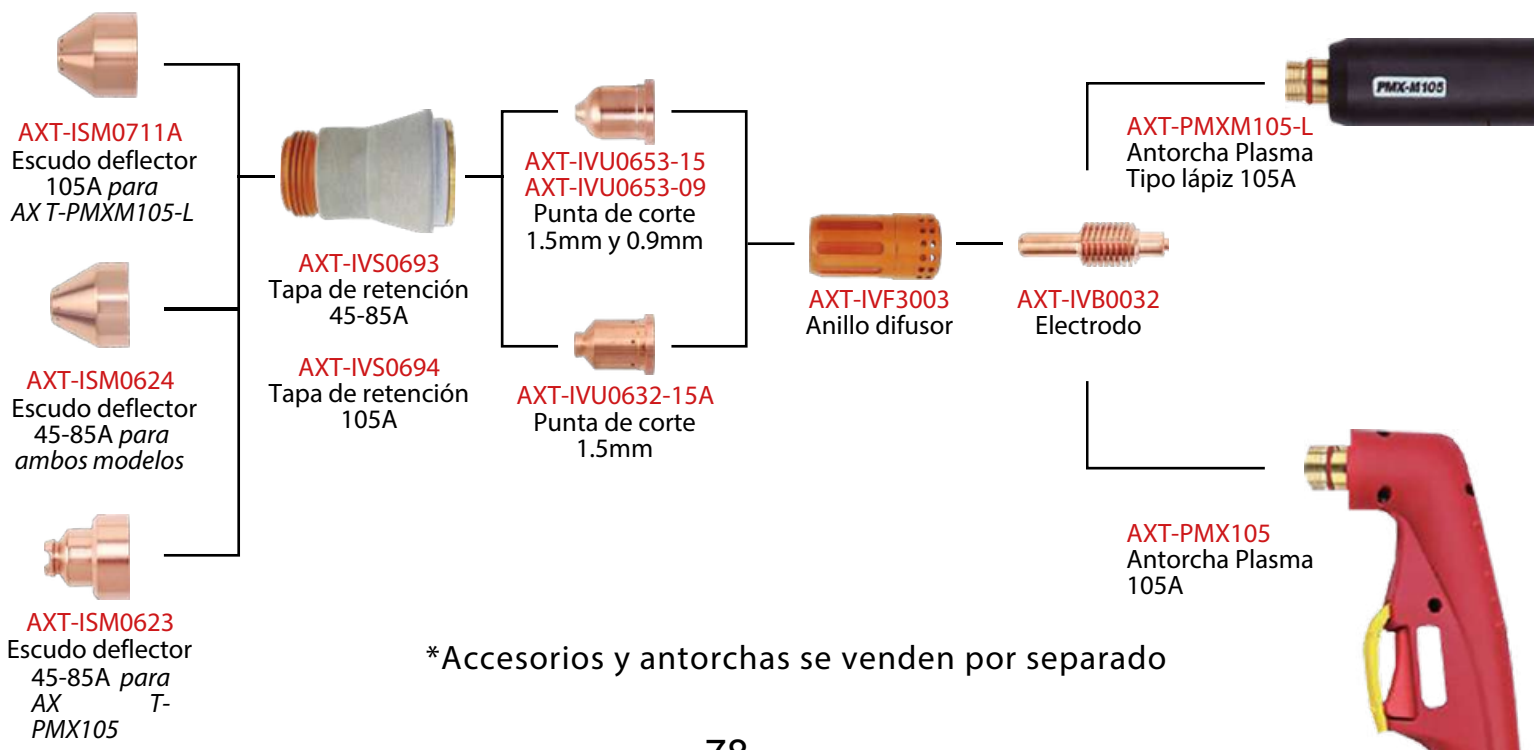 AXT-ISM0711A
Escudo deflector
105A para
AX T-PMXM105-L
AXT-ISM0624
Escudo deflector
45-85A para
ambos modelos
AXT-ISM0623
Escudo deflector
45-85A para
AX T-
PMX105
AXT-IVS0693
Tapa de retención
45-85A
AXT-IVS0694
Tapa de retención
105A
AXT-IVU0653-15
AXT-IVU0653-09
Punta de corte
1.5mm y 0.9mm
AXT-IVU0632-15A
Punta de corte
1.5mm
AXT-IVF3003
Anillo difusor
AXT-IVB0032
Electrodo
PMX-M105
AXT-PMXM105-L
Antorcha Plasma
Tipo lápiz 105A
AXT-PMX105
Antorcha Plasma
105A
*Accesorios y antorchas se venden por separado
78